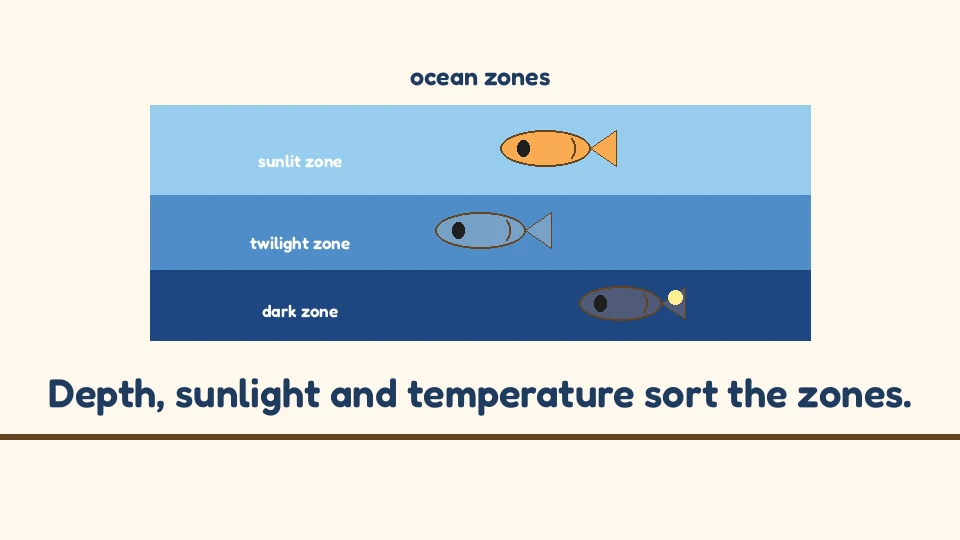 ocean zones
sunlit zone
twilight zone
dark zone
Depth, sunlight and temperature sort the zones.